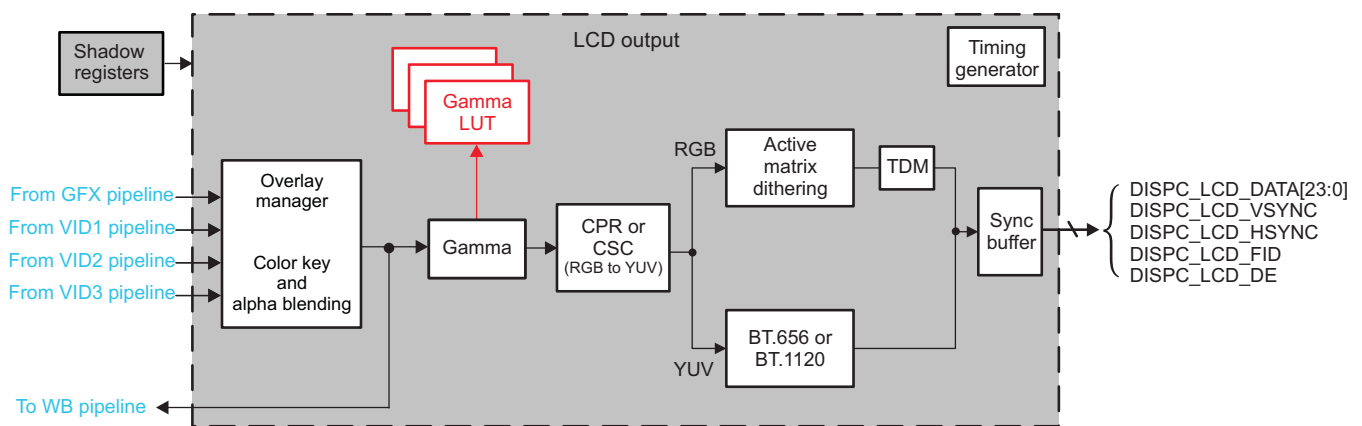 LCD output
Shadow
registers
Timing
generator
Gamma
LUT
From GFX pipeline
From VID1 pipeline
From VID2 pipeline
From VID3 pipeline
Overlay
manager
Color key
and
alpha blending
Gamma
CPR or
CSC
(RGB to YUV)
RGB
Active
matrix
dithering
TDM
YUV
BT.656 or
BT.1120
Sync
buffer
DISPC_LCD_DATA[23:0]
DISPC_LCD_VSYNC
DISPC_LCD_HSYNC
DISPC_LCD_FID
DISPC_LCD_DE
To WB pipeline